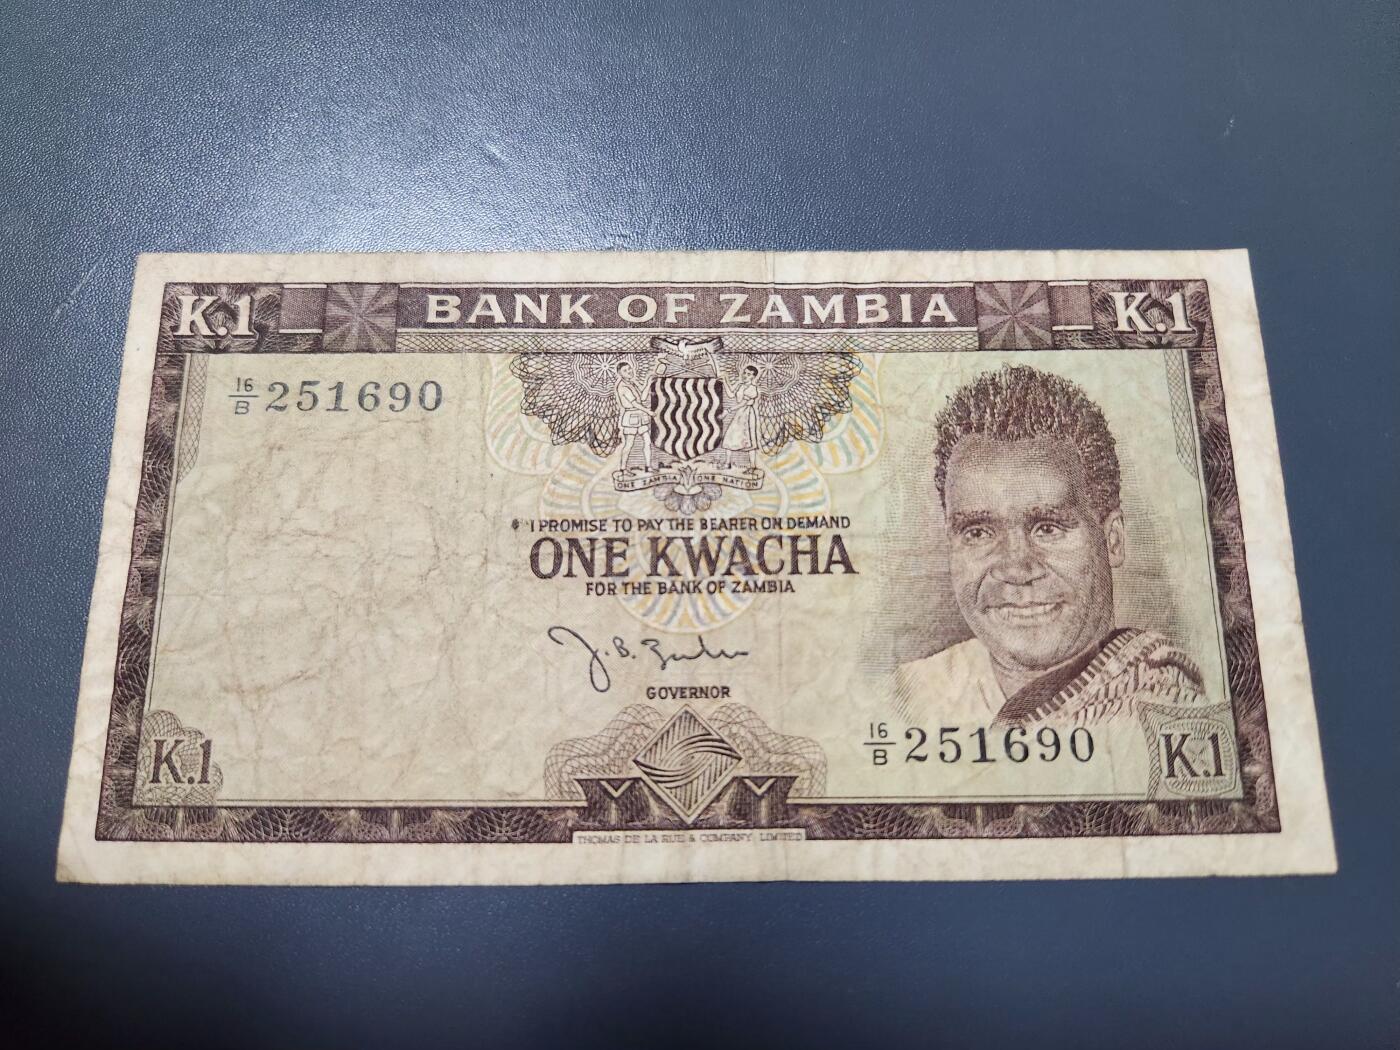 K.1 BANK OF ZAMBIA K.1
16/B 251690
ONE ZAMBIA ONE NATION
I PROMISE TO PAY THE BEARER ON DEMAND
ONE KWACHA
FOR THE BANK OF ZAMBIA
J. B. Zulu
GOVERNOR
16/B 251690
K.1 K.1
THOMAS DE LA RUE & COMPANY, LIMITED